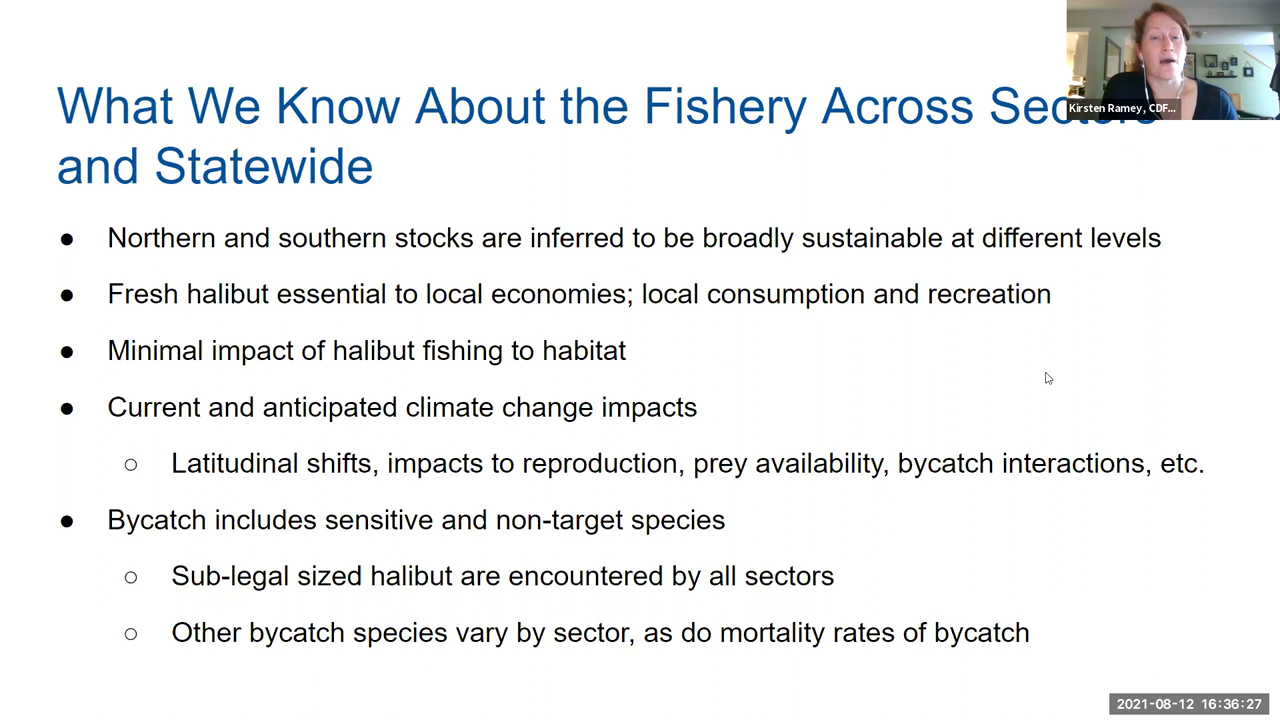 What We Know About the Fishery Across Sectors
and Statewide
Kirsten Ramey, CDF...
● Northern and southern stocks are inferred to be broadly sustainable at different levels
● Fresh halibut essential to local economies; local consumption and recreation
● Minimal impact of halibut fishing to habitat
● Current and anticipated climate change impacts
○ Latitudinal shifts, impacts to reproduction, prey availability, bycatch interactions, etc.
● Bycatch includes sensitive and non-target species
○ Sub-legal sized halibut are encountered by all sectors
○ Other bycatch species vary by sector, as do mortality rates of bycatch
2021-08-12 16:36:27